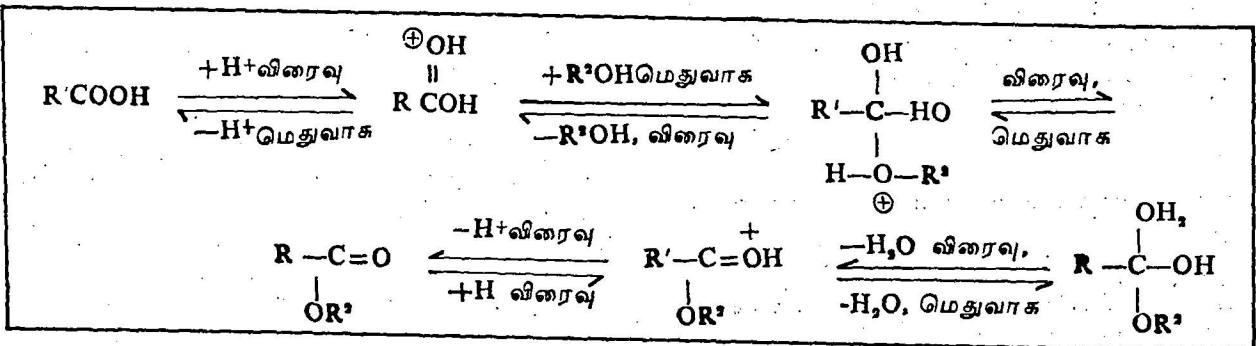 ⊕OH
R'COOH +H⁺விரைவு || +R²OHமெதுவாக OH விரைவு,
−H⁺மெதுவாக R COH −R²OH, விரைவு R'—C—HO மெதுவாக
H—O—R²
⊕
OH₂
R —C=O −H⁺விரைவு R'—C=OH + −H₂O விரைவு, R —C—OH
+H விரைவு -H₂O, மெதுவாக
OR² OR² OR²